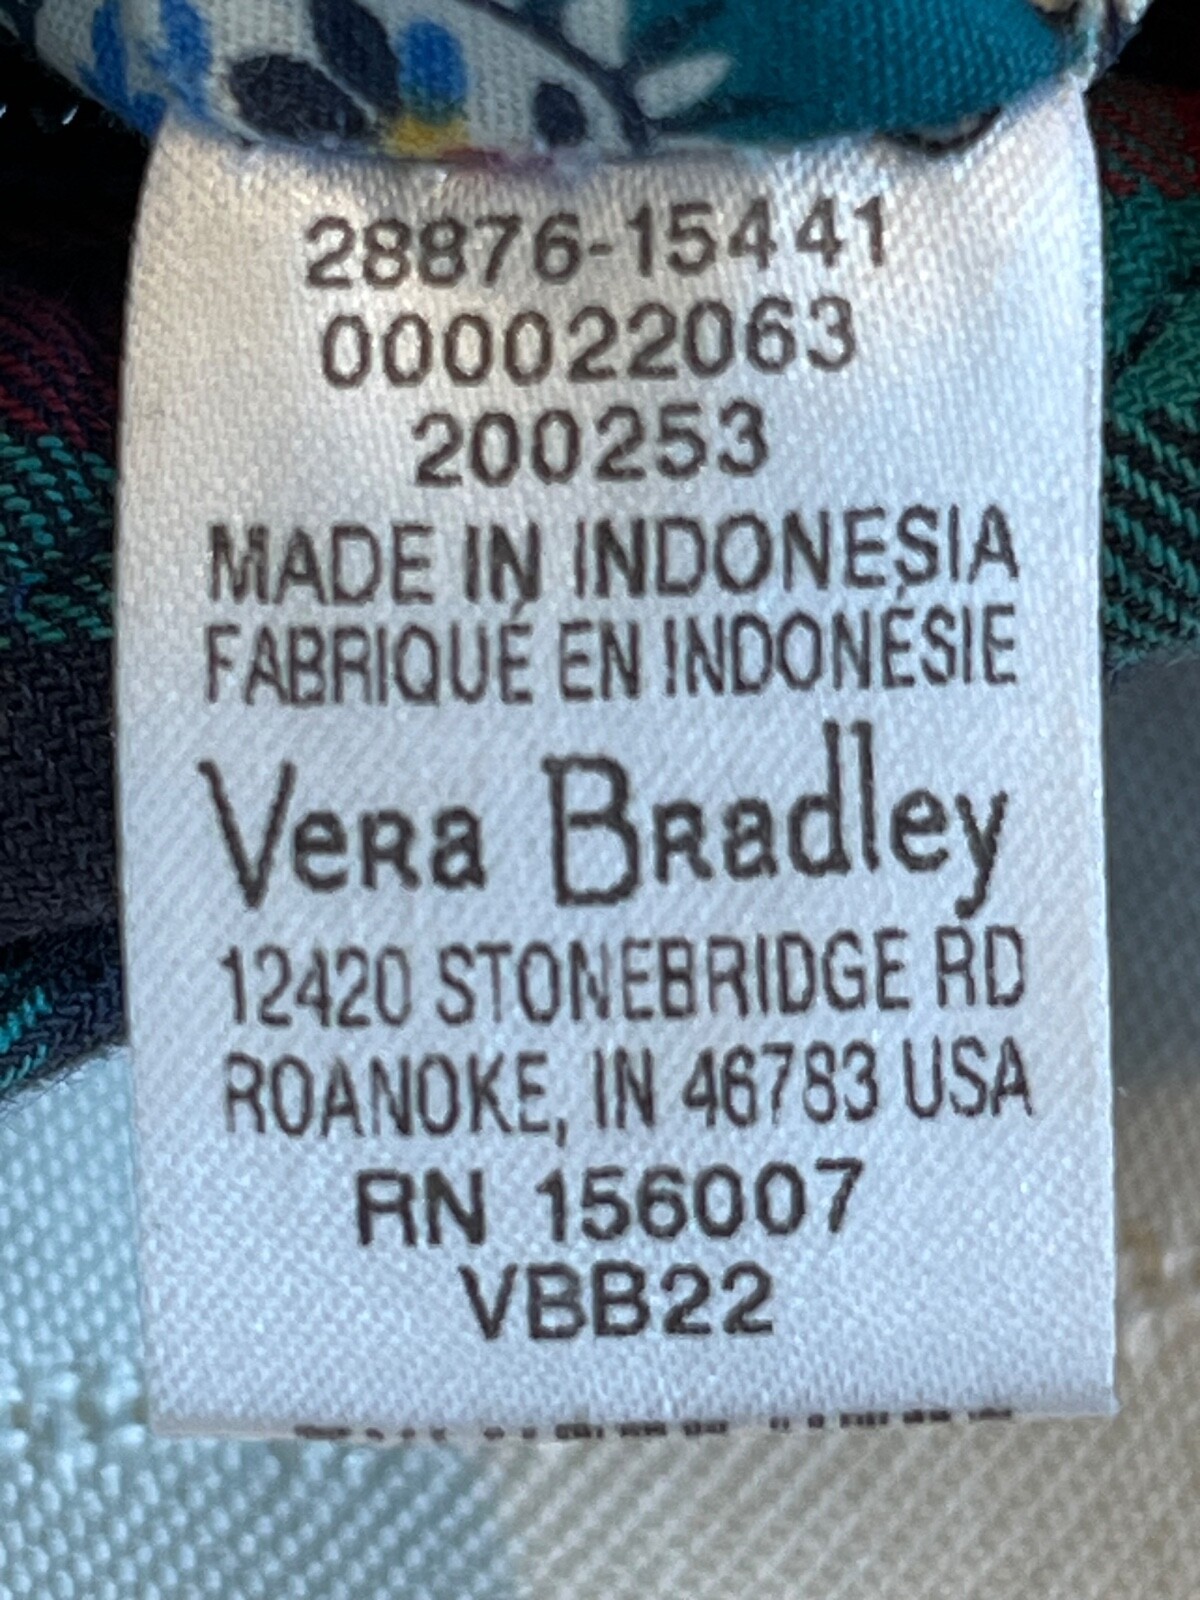 28876-15441
000022063
200253
MADE IN INDONESIA
FABRIQUÉ EN INDONÉSIE
Vera Bradley
12420 STONEBRIDGE RD
ROANOKE, IN 46783 USA
RN 156007
VBB22